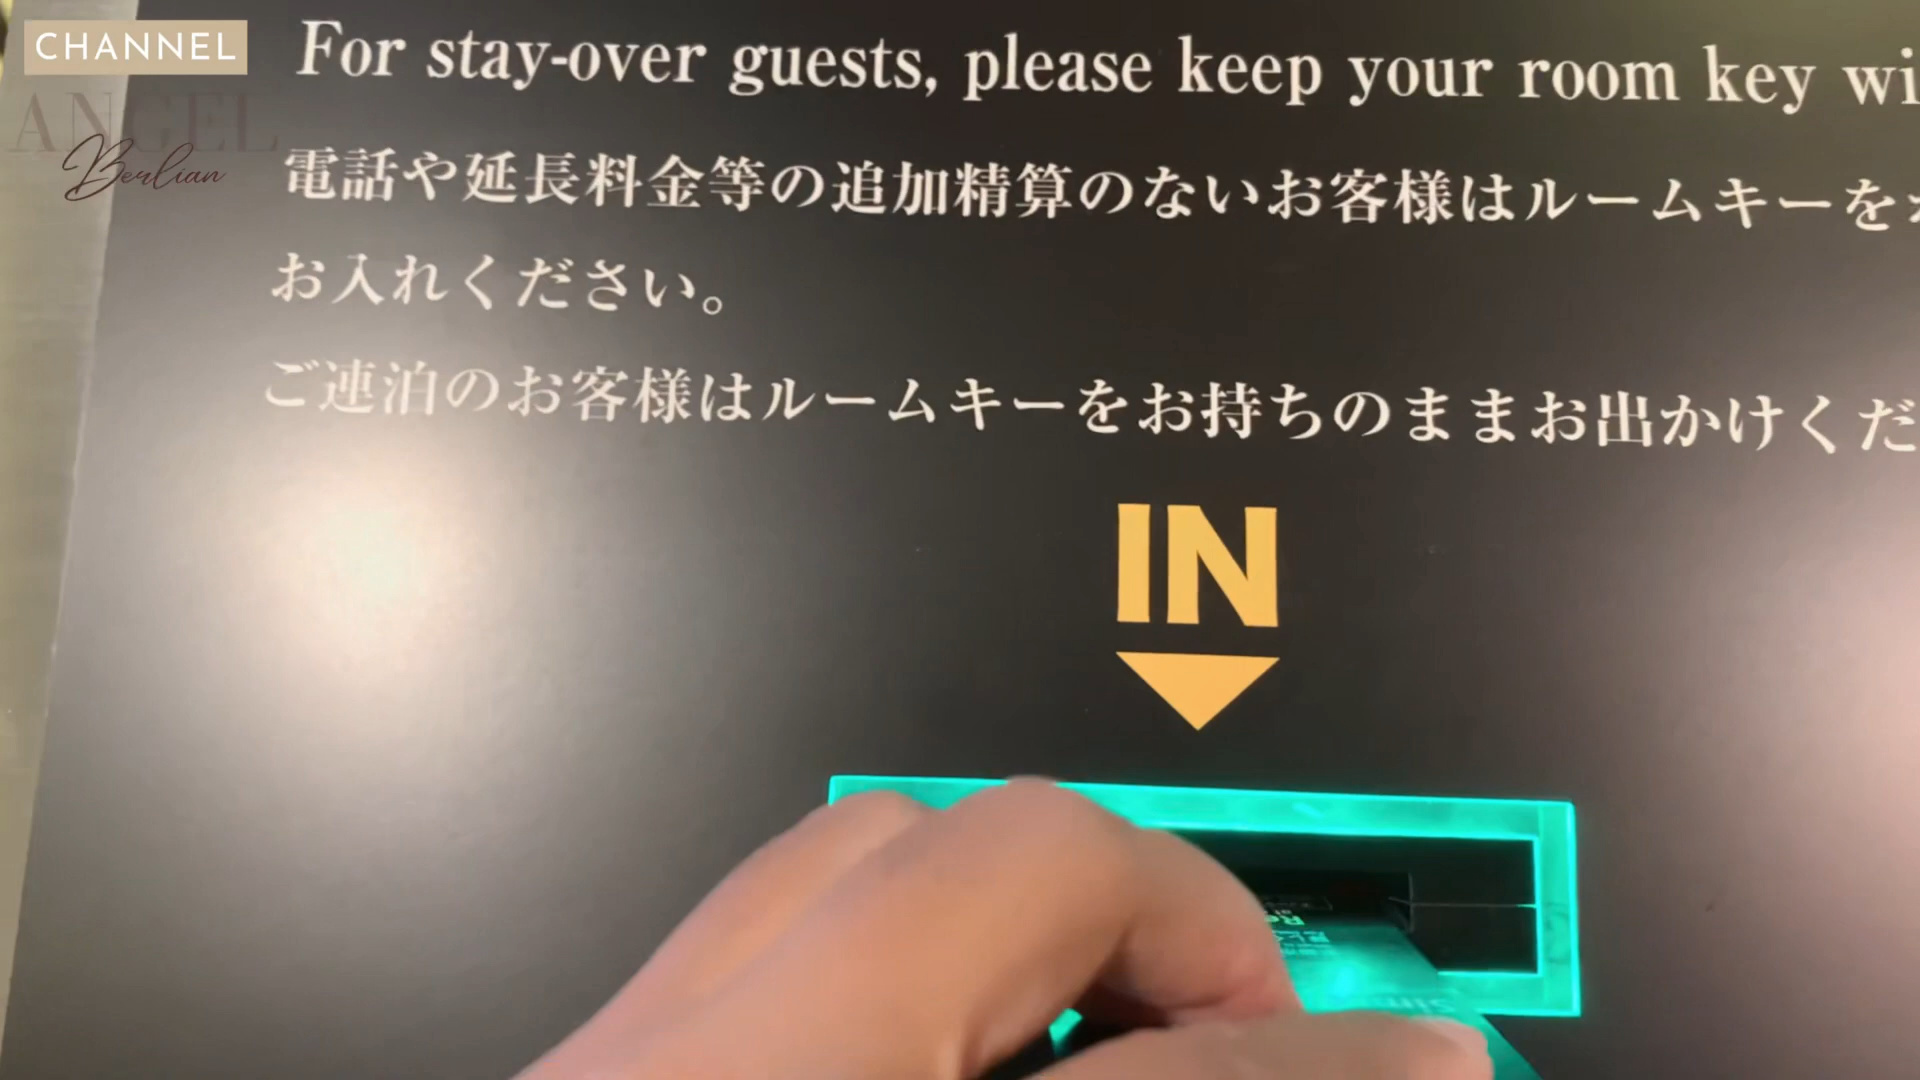 CHANNEL
ANGEL
Berlian
For stay-over guests, please keep your room key wi
電話や延長料金等の追加精算のないお客様はルームキーを
お入れください。
ご連泊のお客様はルームキーをお持ちのままお出かけくだ
IN